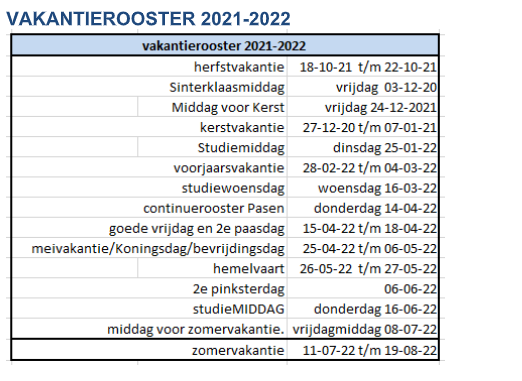 VAKANTIEROOSTER 2021-2022
vakantierooster 2021-2022
herfstvakantie 18-10-21 t/m 22-10-21
Sinterklaasmiddag vrijdag 03-12-20
Middag voor Kerst vrijdag 24-12-2021
kerstvakantie 27-12-20 t/m 07-01-21
Studiemiddag dinsdag 25-01-22
voorjaarsvakantie 28-02-22 t/m 04-03-22
studiewoensdag woensdag 16-03-22
continuerooster Pasen donderdag 14-04-22
goede vrijdag en 2e paasdag 15-04-22 t/m 18-04-22
meivakantie/Koningsdag/bevrijdingsdag 25-04-22 t/m 06-05-22
hemelvaart 26-05-22 t/m 27-05-22
2e pinksterdag 06-06-22
studieMIDDAG donderdag 16-06-22
middag voor zomervakantie. vrijdagmiddag 08-07-22
zomervakantie 11-07-22 t/m 19-08-22